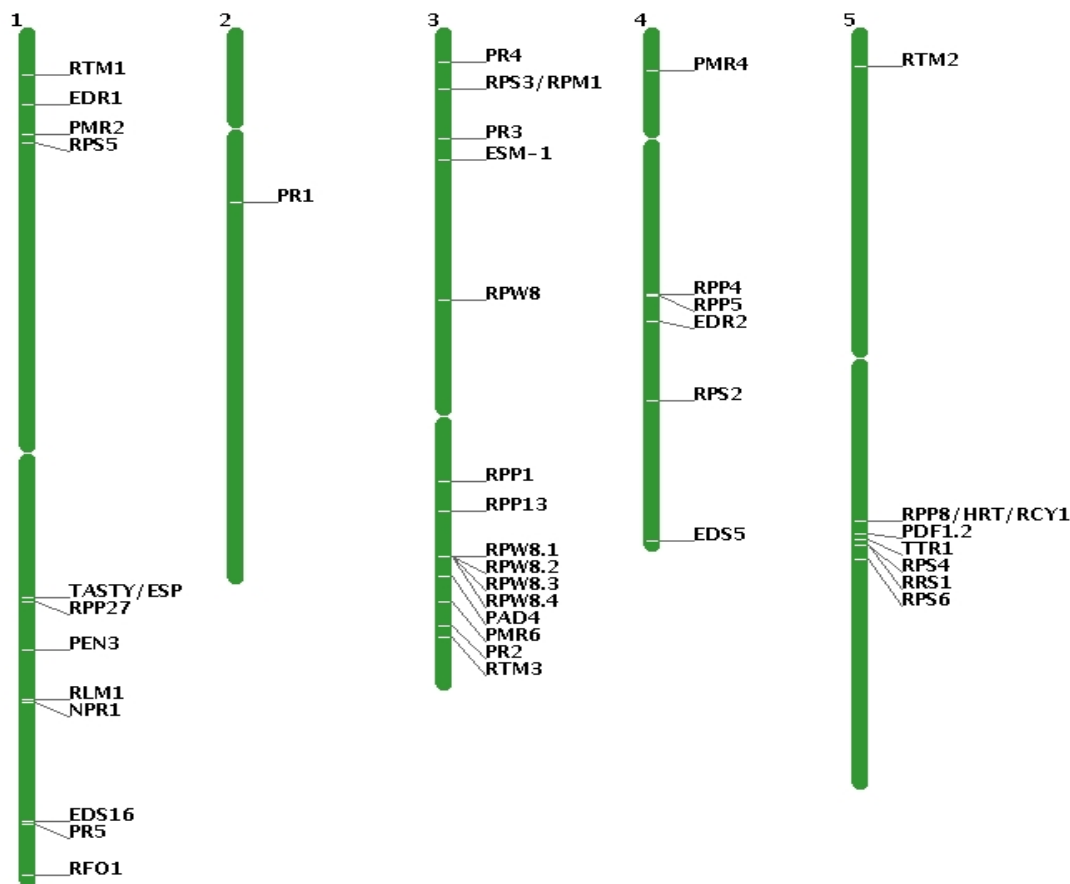 1
RTM1
EDR1
PMR2
RPS5
TASTY/ESP
RPP27
PEN3
RLM1
NPR1
EDS16
PR5
RFO1
2
PR1
3
PR4
RPS3/RPM1
PR3
ESM-1
RPW8
RPP1
RPP13
RPW8.1
RPW8.2
RPW8.3
RPW8.4
PAD4
PMR6
PR2
RTM3
4
PMR4
RPP4
RPP5
EDR2
RPS2
EDS5
5
RTM2
RPP8/HRT/RCY1
PDF1.2
TTR1
RPS4
RRS1
RPS6